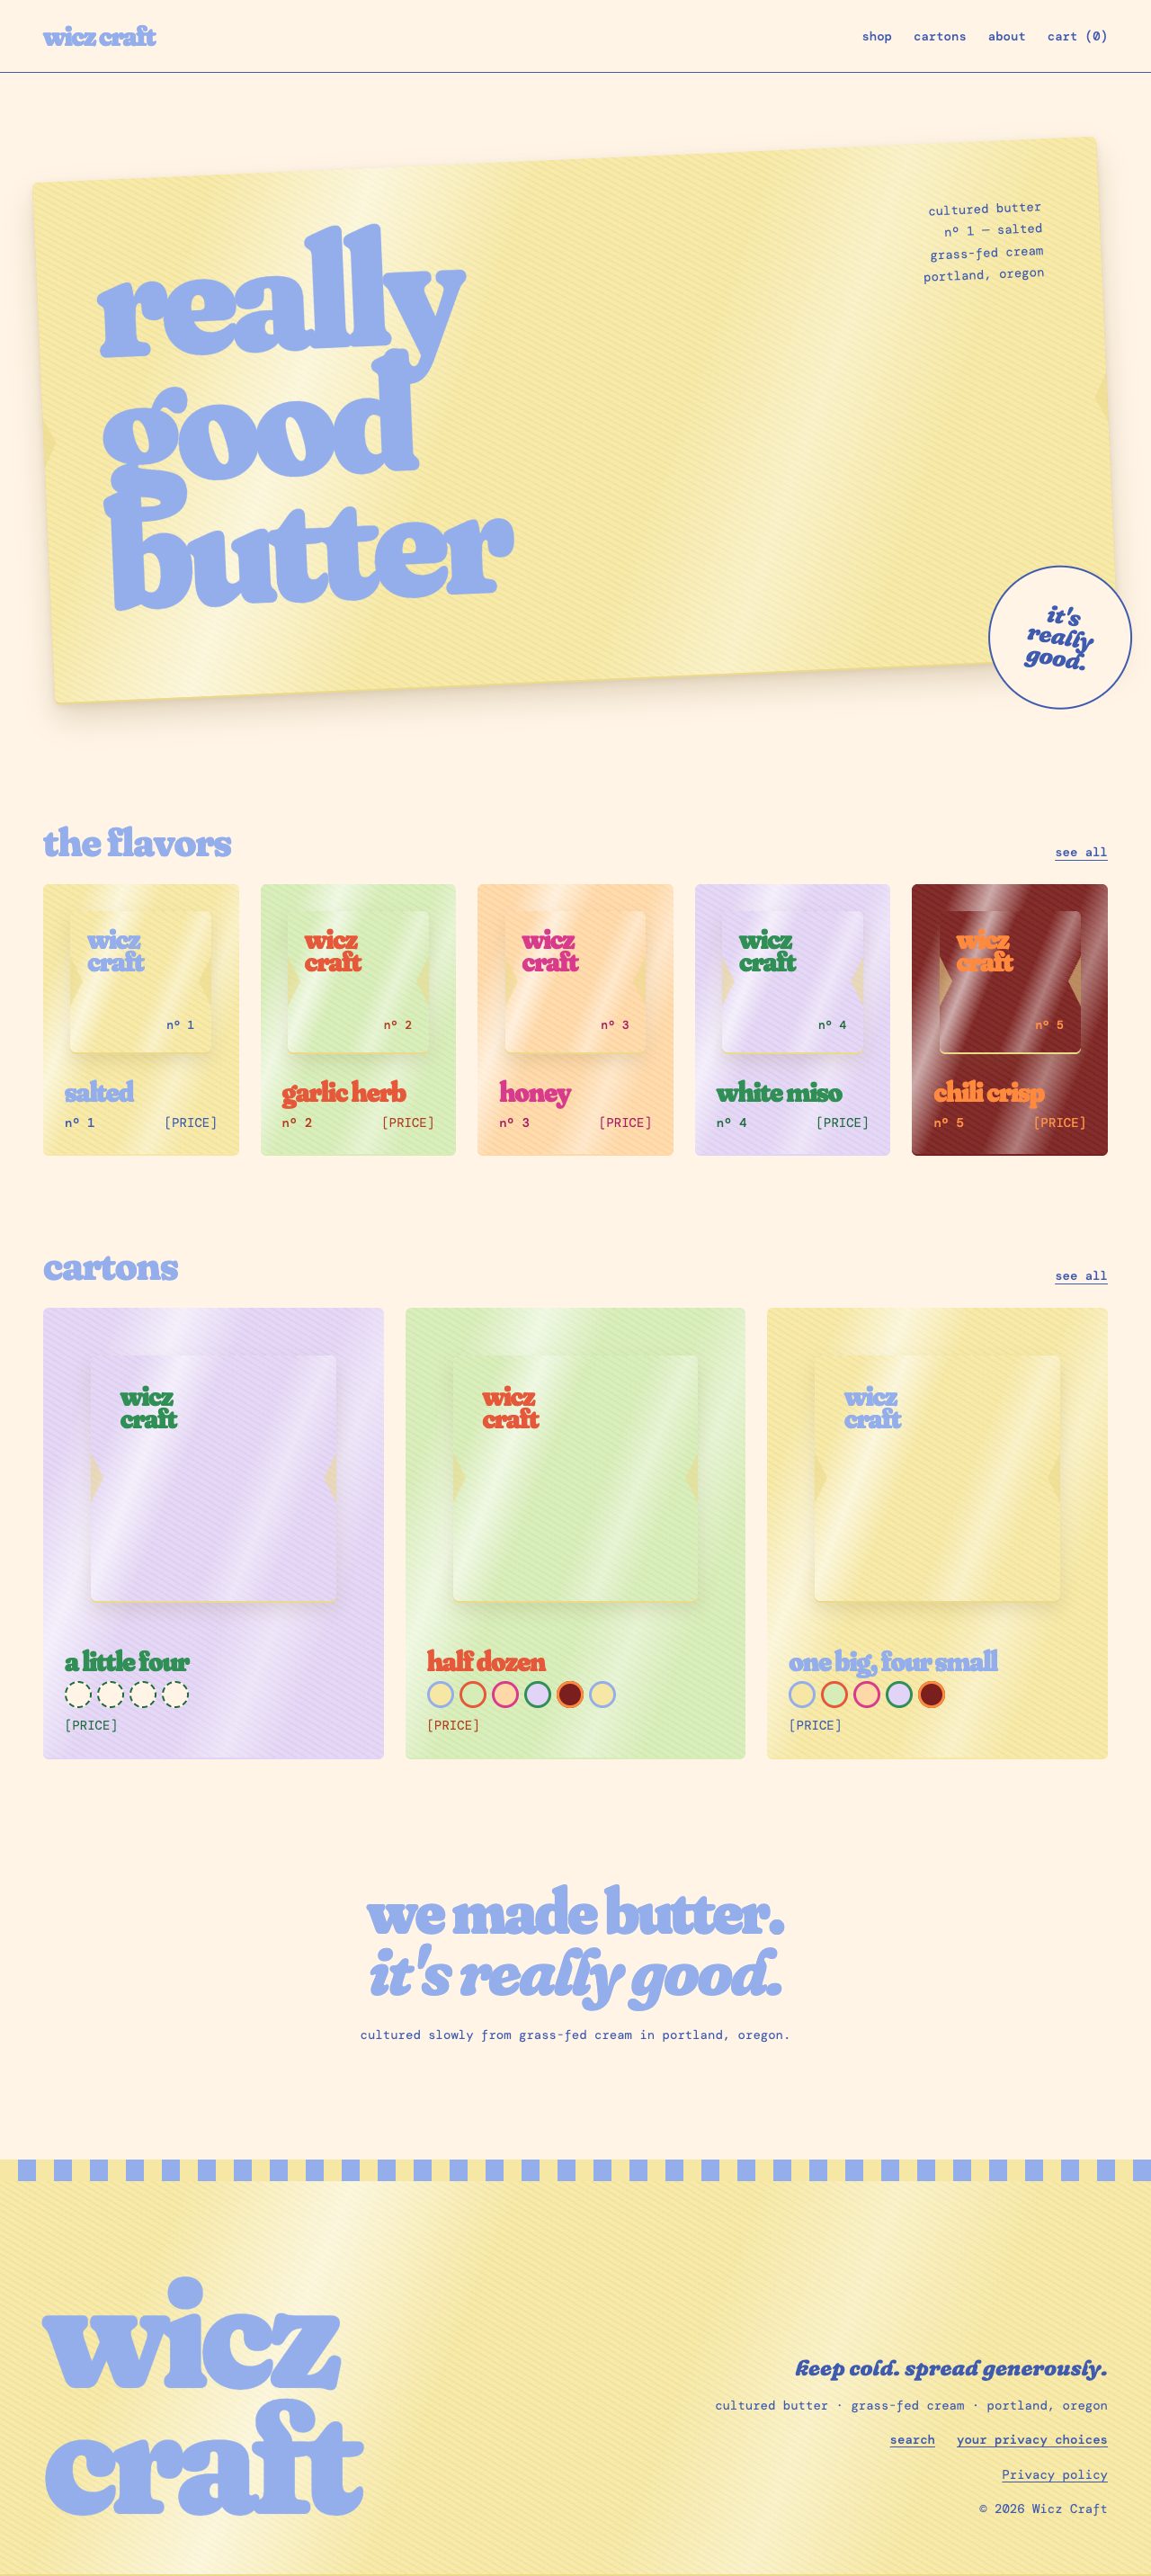 wicz craft
shop cartons about cart (0)
cultured butter
nº 1 — salted
grass-fed cream
portland, oregon
really
good
butter
it's
really
good.
the flavors
see all
wicz
craft
nº 1
salted
nº 1 [PRICE]
wicz
craft
nº 2
garlic herb
nº 2 [PRICE]
wicz
craft
nº 3
honey
nº 3 [PRICE]
wicz
craft
nº 4
white miso
nº 4 [PRICE]
wicz
craft
nº 5
chili crisp
nº 5 [PRICE]
cartons
see all
wicz
craft
a little four
[PRICE]
wicz
craft
half dozen
[PRICE]
wicz
craft
one big, four small
[PRICE]
we made butter.
it's really good.
cultured slowly from grass-fed cream in portland, oregon.
wicz
craft
keep cold. spread generously.
cultured butter · grass-fed cream · portland, oregon
search your privacy choices
Privacy policy
© 2026 Wicz Craft